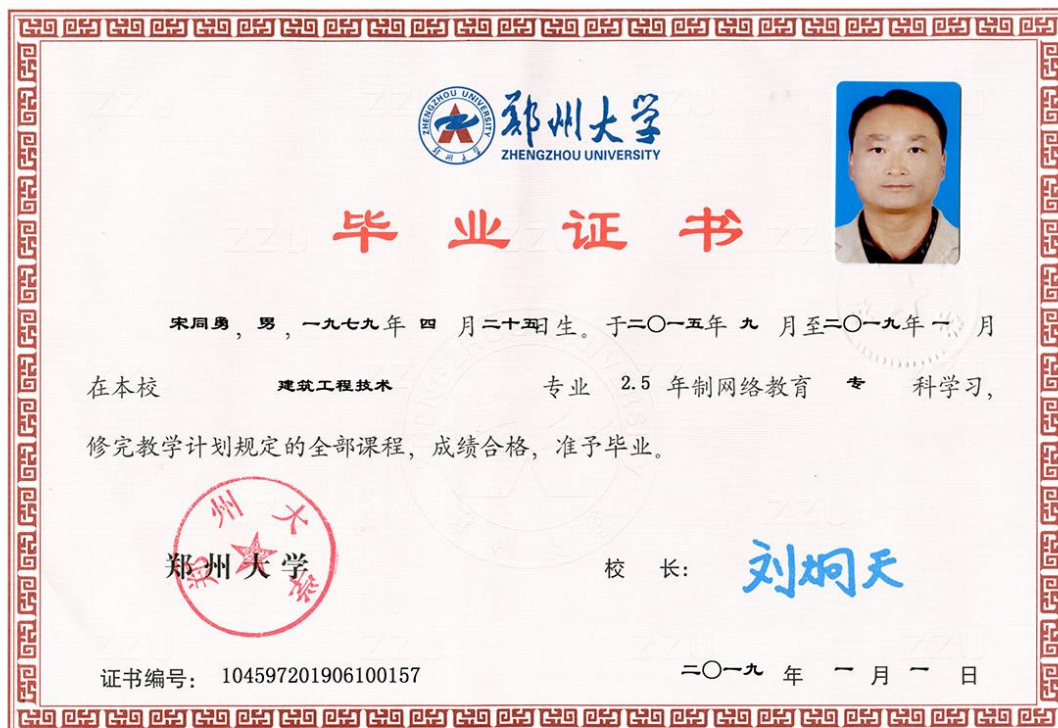 郑州大学
ZHENGZHOU UNIVERSITY
毕业证书
宋同勇, 男, 一九七九年 四 月二十五日生。于二〇一五年 九 月至二〇一九年 一 月
在本校 建筑工程技术 专业 2.5 年制网络教育 专 科学习,
修完教学计划规定的全部课程, 成绩合格, 准予毕业。
郑州大学
郑州大学
校 长: 刘炯天
证书编号: 104597201906100157
二〇一九 年 一 月 一 日